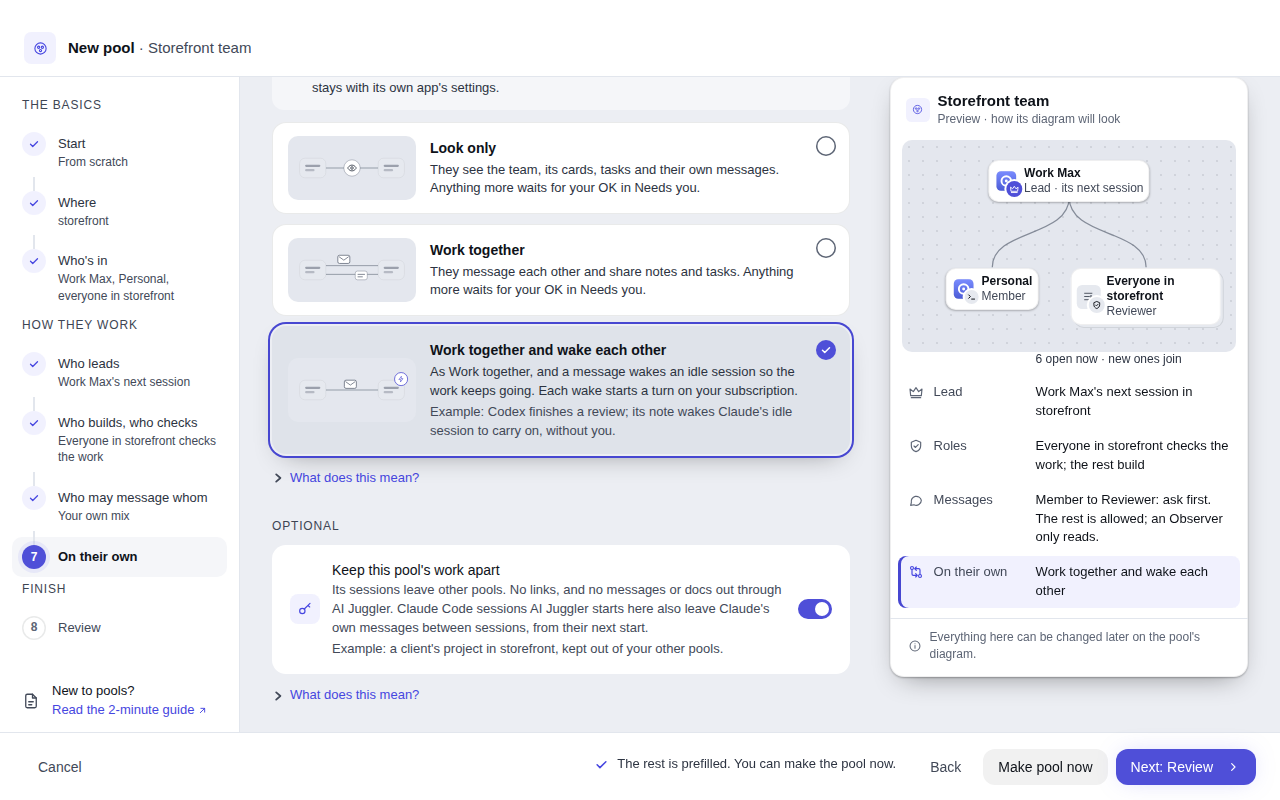 New pool · Storefront team
THE BASICS
Start
From scratch
Where
storefront
Who's in
Work Max, Personal,
everyone in storefront
HOW THEY WORK
Who leads
Work Max's next session
Who builds, who checks
Everyone in storefront checks
the work
Who may message whom
Your own mix
7 On their own
FINISH
8 Review
New to pools?
Read the 2-minute guide
stays with its own app's settings.
Look only
They see the team, its cards, tasks and their own messages.
Anything more waits for your OK in Needs you.
Work together
They message each other and share notes and tasks. Anything
more waits for your OK in Needs you.
Work together and wake each other
As Work together, and a message wakes an idle session so the
work keeps going. Each wake starts a turn on your subscription.
Example: Codex finishes a review; its note wakes Claude's idle
session to carry on, without you.
What does this mean?
OPTIONAL
Keep this pool's work apart
Its sessions leave other pools. No links, and no messages or docs out through
AI Juggler. Claude Code sessions AI Juggler starts here also leave Claude's
own messages between sessions, from their next start.
Example: a client's project in storefront, kept out of your other pools.
What does this mean?
Storefront team
Preview · how its diagram will look
Work Max
Lead · its next session
Personal
Member
Everyone in
storefront
Reviewer
6 open now · new ones join
Lead Work Max's next session in
storefront
Roles Everyone in storefront checks the
work; the rest build
Messages Member to Reviewer: ask first.
The rest is allowed; an Observer
only reads.
On their own Work together and wake each
other
Everything here can be changed later on the pool's
diagram.
Cancel
The rest is prefilled. You can make the pool now.
Back
Make pool now
Next: Review